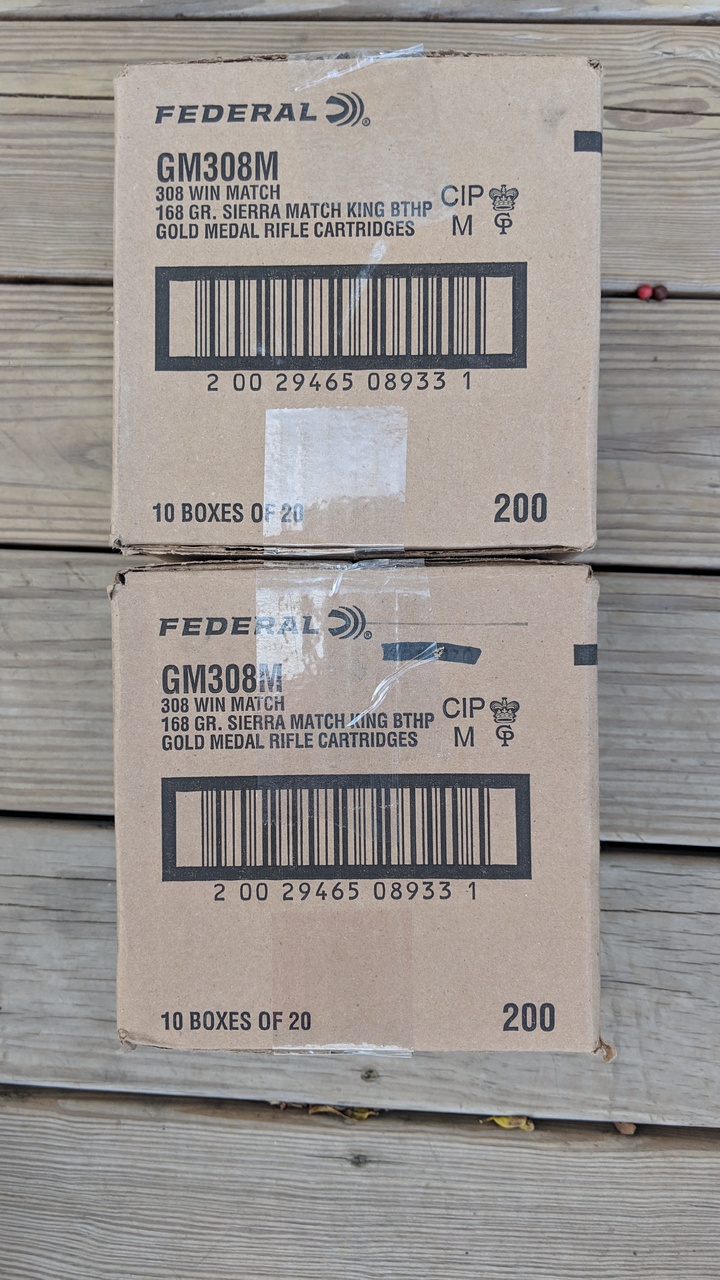 FEDERAL ®
GM308M
308 WIN MATCH
168 GR. SIERRA MATCH KING BTHP
GOLD MEDAL RIFLE CARTRIDGES
CIP
M GP
2 00 29465 08933 1
10 BOXES OF 20
200
FEDERAL ®
GM308M
308 WIN MATCH
168 GR. SIERRA MATCH KING BTHP
GOLD MEDAL RIFLE CARTRIDGES
CIP
M GP
2 00 29465 08933 1
10 BOXES OF 20
200